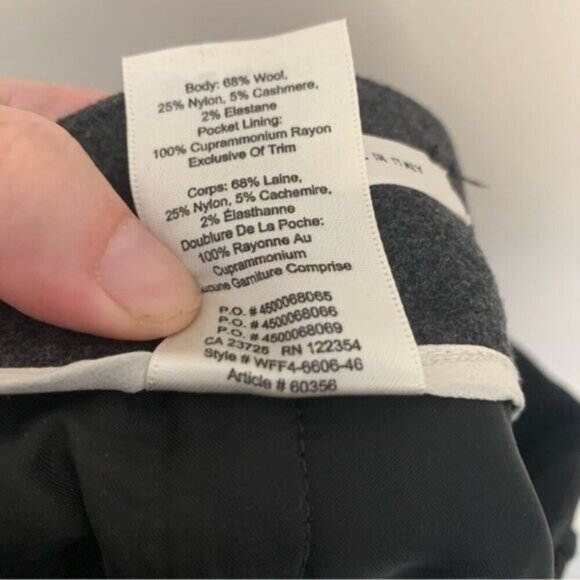 Body: 68% Wool,
25% Nylon, 5% Cashmere,
2% Elastane
Pocket Lining:
100% Cuprammonium Rayon
Exclusive Of Trim
Corps: 68% Laine,
25% Nylon, 5% Cachemire,
2% Élasthanne
Doublure De La Poche:
100% Rayonne Au
Cuprammonium
Garniture Comprise
P.O. # 4500068065
P.O. # 4500068066
P.O. # 4500068069
CA 23725 RN 122354
Style # WFF4-6606-46
Article # 60356
IN ITALY